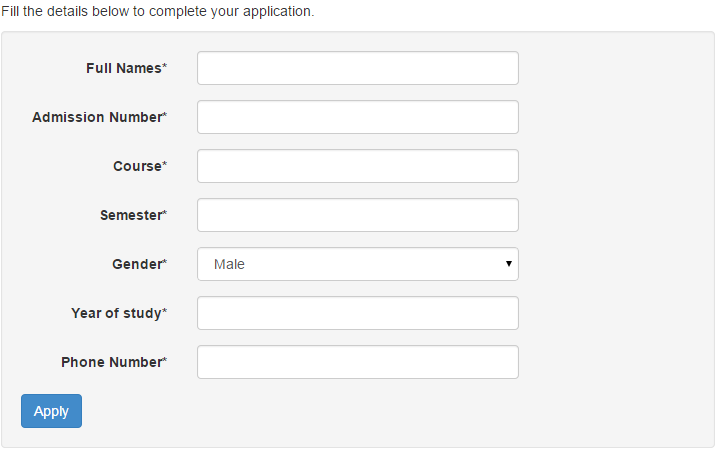 Fill the details below to complete your application.
Full Names*
Admission Number*
Course*
Semester*
Gender* Male
Year of study*
Phone Number*
Apply